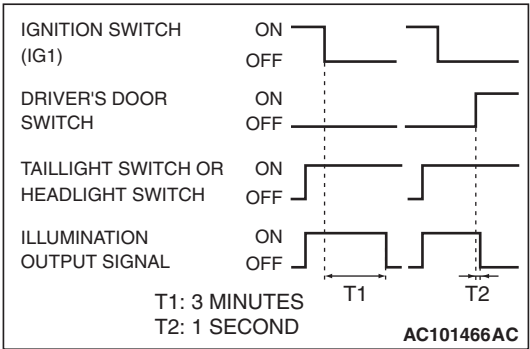 IGNITION SWITCH ON
(IG1) OFF
DRIVER'S DOOR ON
SWITCH OFF
TAILLIGHT SWITCH OR ON
HEADLIGHT SWITCH OFF
ILLUMINATION ON
OUTPUT SIGNAL OFF
T1 T2
T1: 3 MINUTES
T2: 1 SECOND
AC101466AC